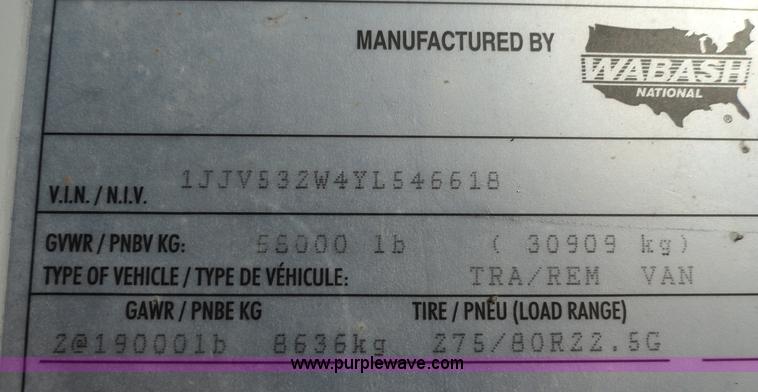 MANUFACTURED BY
WABASH
NATIONAL
®
V.I.N. / N.I.V. 1JJV532W4YL546618
GVWR / PNBV KG: 68000 lb ( 30909 kg)
TYPE OF VEHICLE / TYPE DE VÉHICULE: TRA/REM VAN
GAWR / PNBE KG TIRE / PNEU (LOAD RANGE)
2@19000lb 8636kg 275/80R22.5G
www.purplewave.com